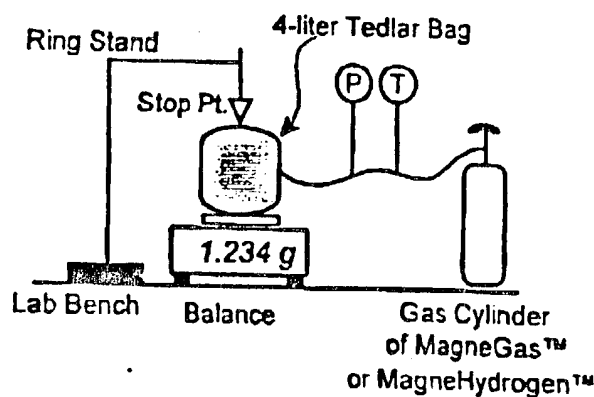 4-liter Tedlar Bag
Ring Stand
P T
Stop Pt.
1.234 g
Lab Bench
Balance
Gas Cylinder
of MagneGas™
or MagneHydrogen™